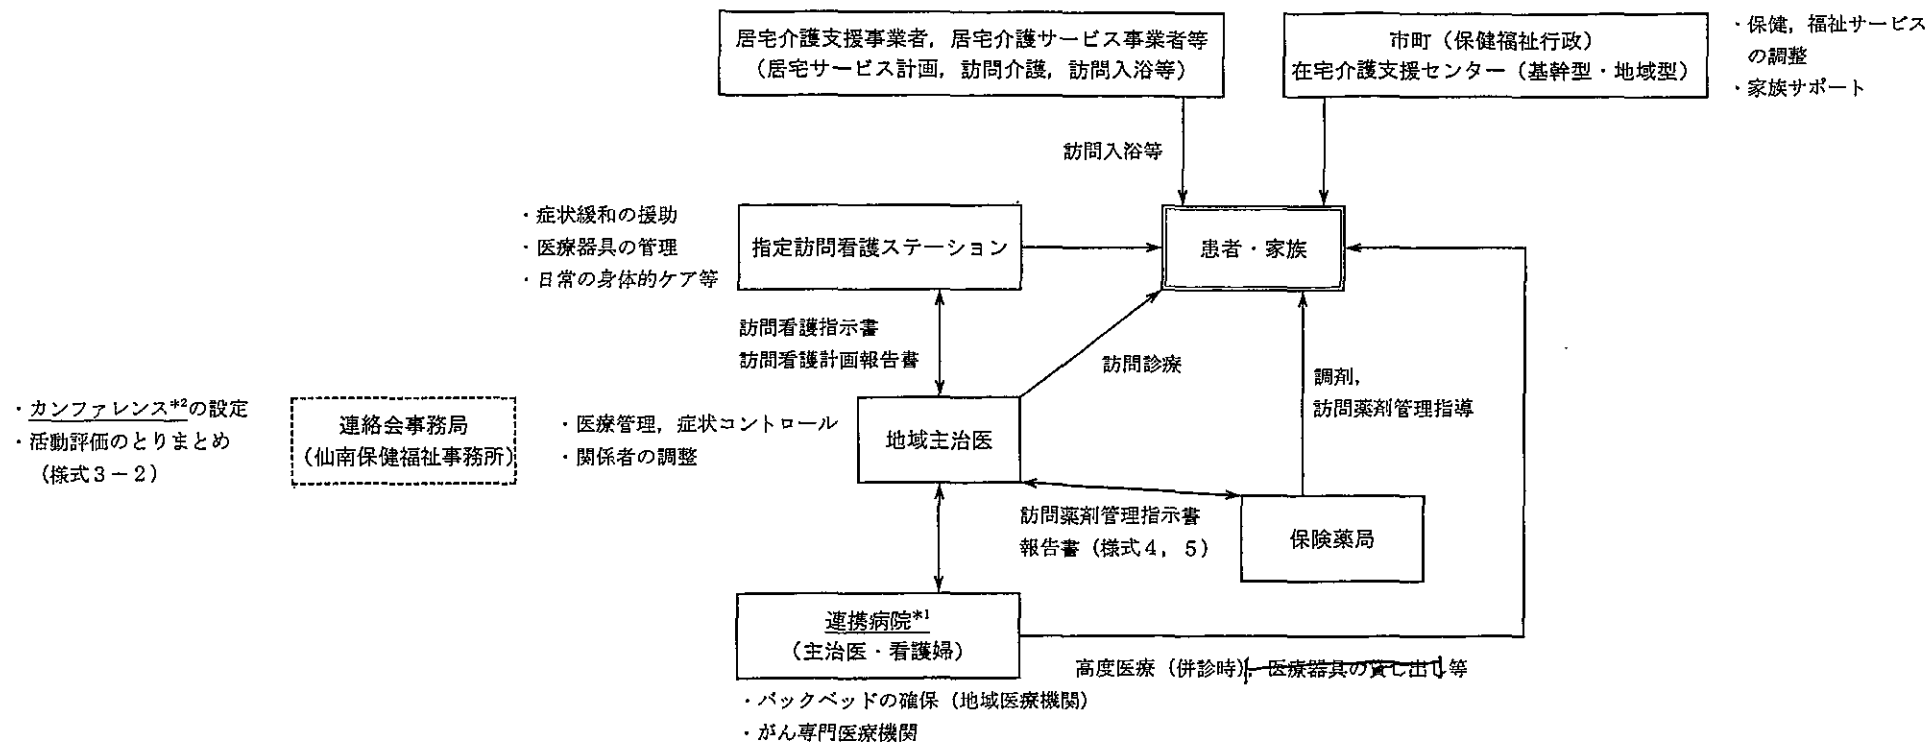 居宅介護支援事業者，居宅介護サービス事業者等
（居宅サービス計画，訪問介護，訪問入浴等）
市町（保健福祉行政）
在宅介護支援センター（基幹型・地域型）
・保健，福祉サービス
の調整
・家族サポート
訪問入浴等
・症状緩和の援助
・医療器具の管理
・日常の身体的ケア等
指定訪問看護ステーション
患者・家族
訪問看護指示書
訪問看護計画報告書
訪問診療
調剤，
訪問薬剤管理指導
・カンファレンス*2の設定
・活動評価のとりまとめ
（様式3－2）
連絡会事務局
（仙南保健福祉事務所）
・医療管理，症状コントロール
・関係者の調整
地域主治医
訪問薬剤管理指示書
報告書（様式4，5）
保険薬局
連携病院*1
（主治医・看護婦）
高度医療（併診時），医療器具の貸し出し等
・バックベッドの確保（地域医療機関）
・がん専門医療機関